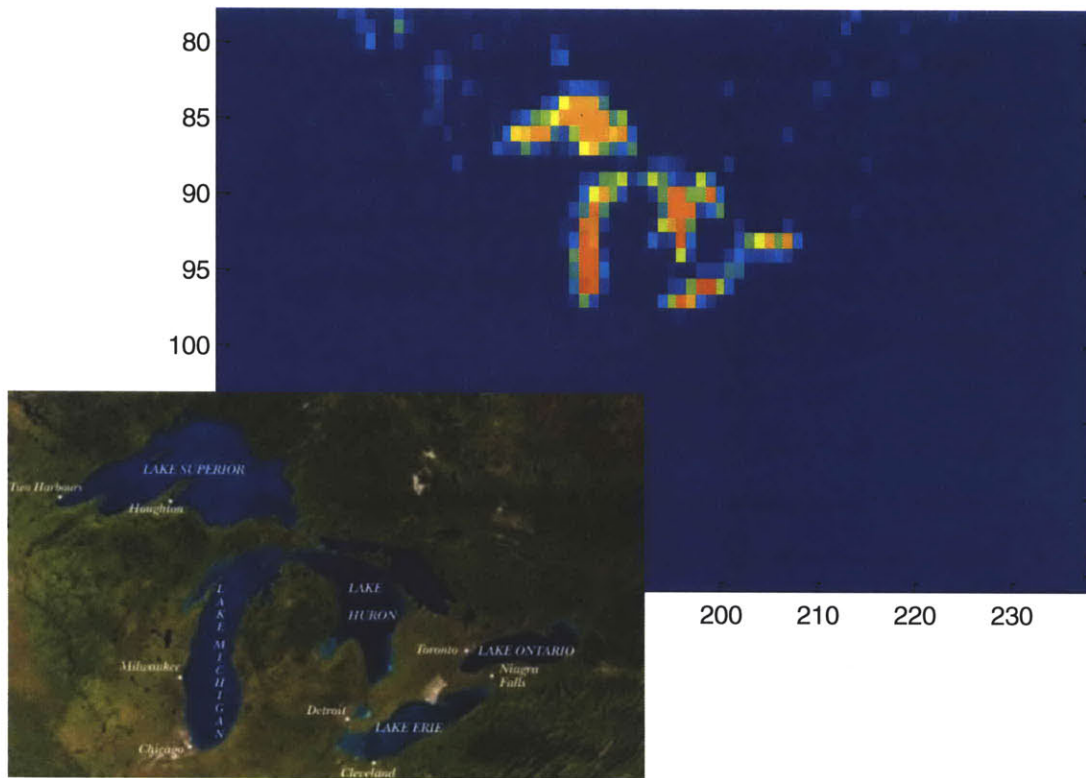 80
85
90
95
100
200 210 220 230
LAKE SUPERIOR
Two Harbours
Houghton
LAKE MICHIGAN
LAKE
HURON
Toronto
LAKE ONTARIO
Niagra
Falls
Milwaukee
Detroit
LAKE ERIE
Chicago
Cleveland